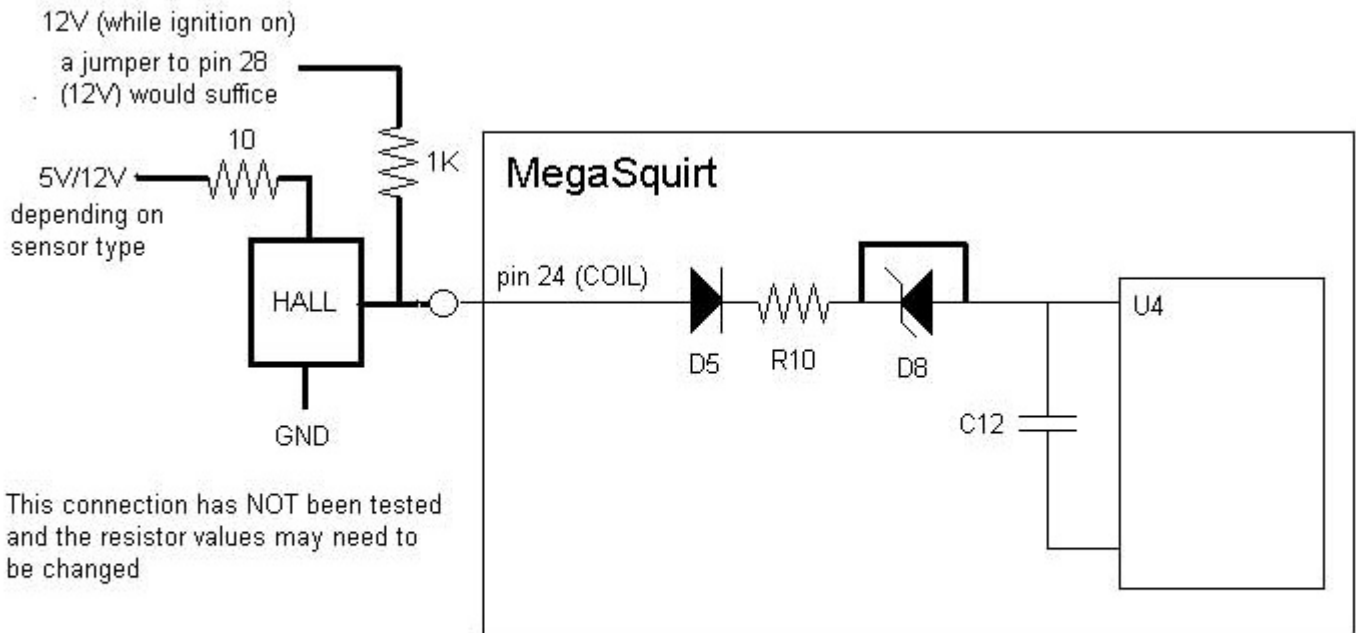 12V (while ignition on)
a jumper to pin 28
(12V) would suffice
10
1K
5V/12V
depending on
sensor type
HALL
GND
MegaSquirt
pin 24 (COIL)
D5
R10
D8
C12
U4
This connection has NOT been tested
and the resistor values may need to
be changed